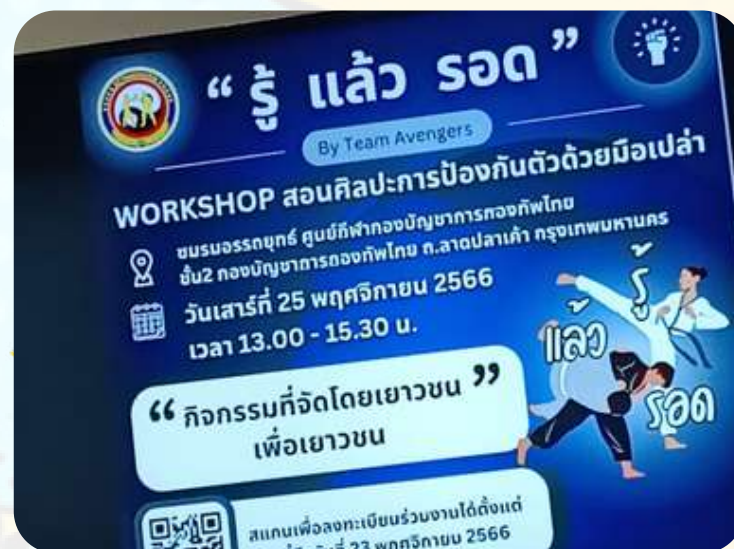 “ รู้ แล้ว รอด ”
By Team Avengers
WORKSHOP สอนศิลปะการป้องกันตัวด้วยมือเปล่า
ชมรมอรรถยุทธ์ ศูนย์กีฬากองบัญชาการกองทัพไทย
ชั้น2 กองบัญชาการกองทัพไทย ถ.ลาดปลาเค้า กรุงเทพมหานคร
วันเสาร์ที่ 25 พฤศจิกายน 2566
เวลา 13.00 - 15.30 น.
รู้
แล้ว
รอด
“ กิจกรรมที่จัดโดยเยาวชน ”
เพื่อเยาวชน
สแกนเพื่อลงทะเบียนร่วมงานได้ตั้งแต่
23 พฤศจิกายน 2566